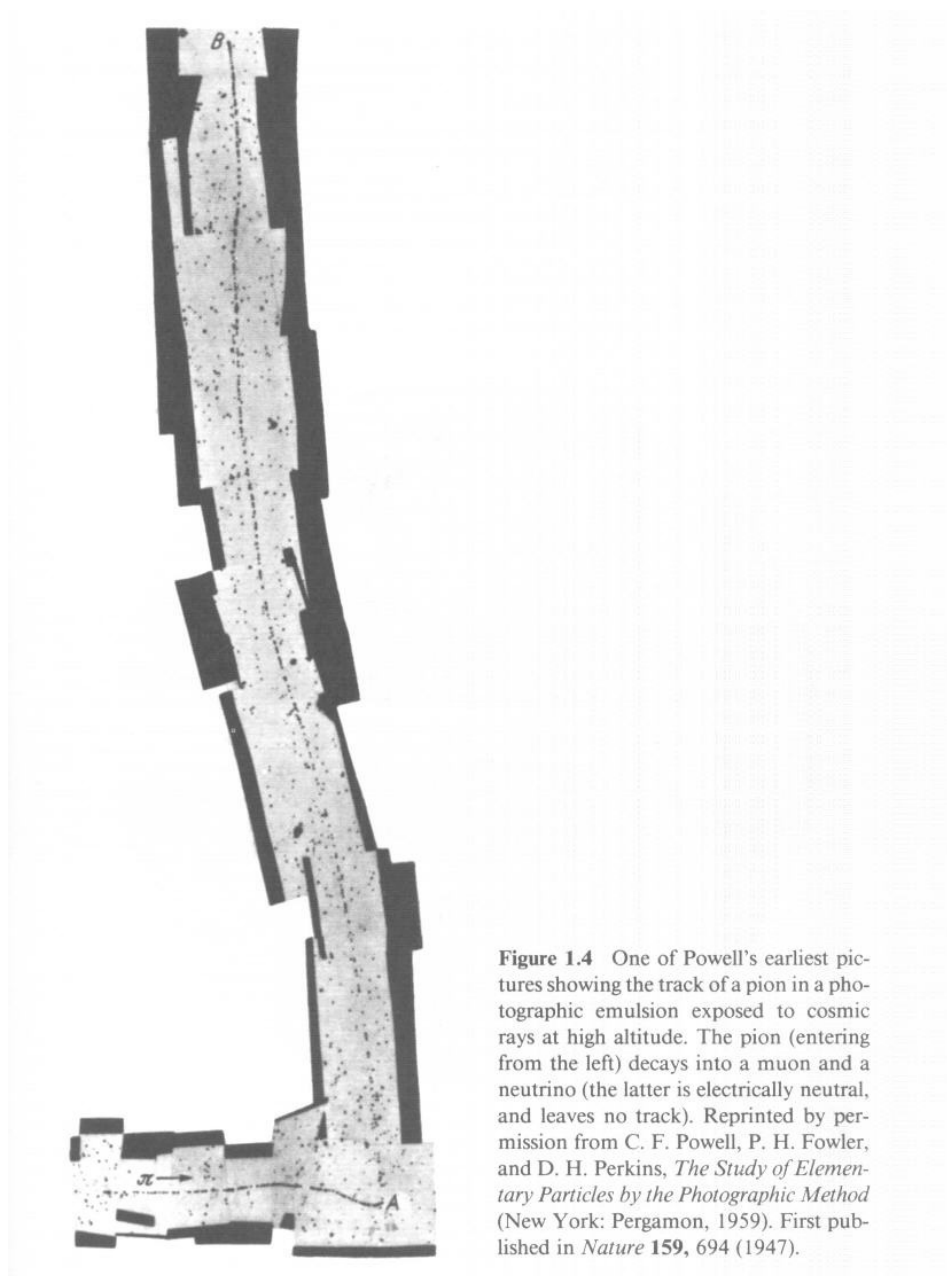 B
Figure 1.4 One of Powell's earliest pic-
tures showing the track of a pion in a pho-
tographic emulsion exposed to cosmic
rays at high altitude. The pion (entering
from the left) decays into a muon and a
neutrino (the latter is electrically neutral,
and leaves no track). Reprinted by per-
mission from C. F. Powell, P. H. Fowler,
and D. H. Perkins, The Study of Elemen-
tary Particles by the Photographic Method
(New York: Pergamon, 1959). First pub-
lished in Nature 159, 694 (1947).
π
A